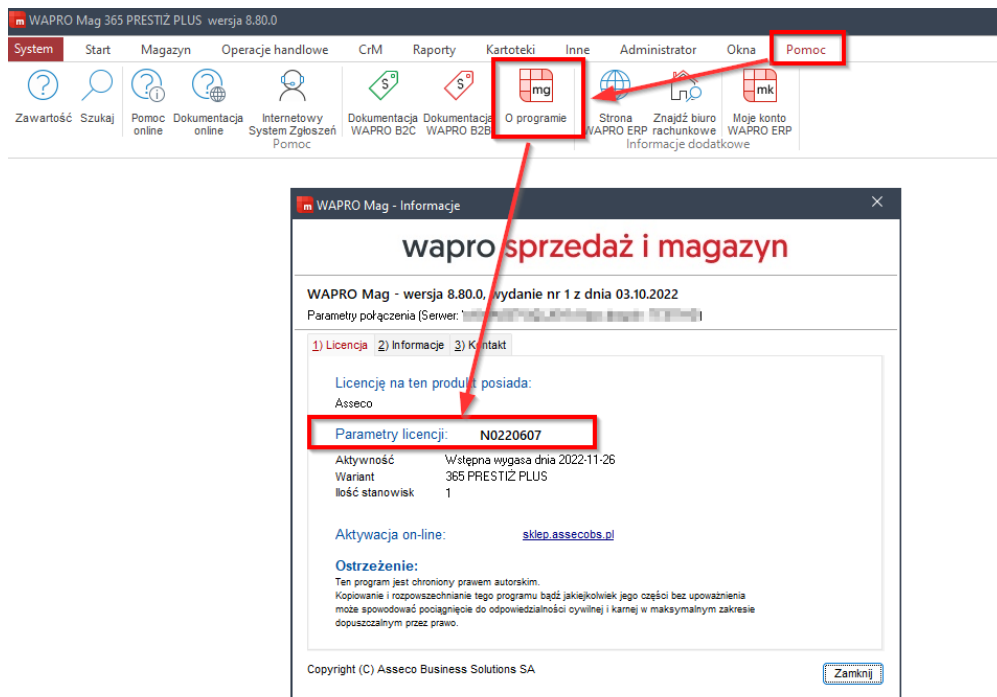 m WAPRO Mag 365 PRESTIŻ PLUS wersja 8.80.0
System Start Magazyn Operacje handlowe CrM Raporty Kartoteki Inne Administrator Okna Pomoc
Zawartość Szukaj Pomoc online Dokumentacja online Internetowy System Zgłoszeń Dokumentacja WAPRO B2C Dokumentacja WAPRO B2B mg O programie Strona WAPRO ERP Znajdź biuro rachunkowe mk Moje konto WAPRO ERP
Pomoc Informacje dodatkowe
m WAPRO Mag - Informacje
wapro sprzedaż i magazyn
WAPRO Mag - wersja 8.80.0, wydanie nr 1 z dnia 03.10.2022
Parametry połączenia (Serwer:
1) Licencja 2) Informacje 3) Kontakt
Licencję na ten produkt posiada:
Asseco
Parametry licencji: N0220607
Aktywność Wstępna wygasa dnia 2022-11-26
Wariant 365 PRESTIŻ PLUS
Ilość stanowisk 1
Aktywacja on-line: sklep.assecobs.pl
Ostrzeżenie:
Ten program jest chroniony prawem autorskim.
Kopiowanie i rozpowszechnianie tego programu bądź jakiejkolwiek jego części bez upoważnienia
może spowodować pociągnięcie do odpowiedzialności cywilnej i karnej w maksymalnym zakresie
dopuszczalnym przez prawo.
Copyright (C) Asseco Business Solutions SA
Zamknij